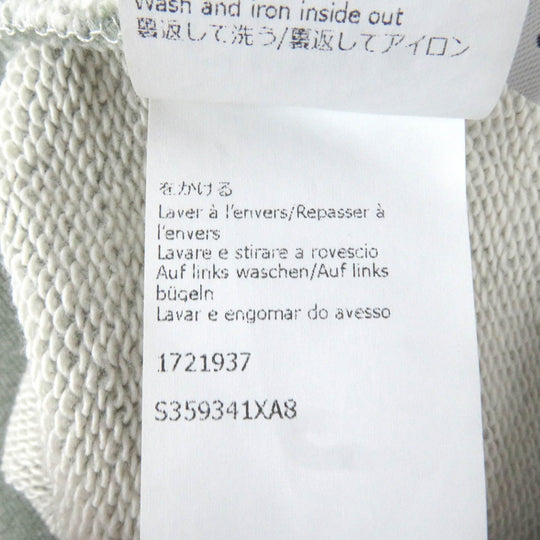 Wash and iron inside out
裏返して洗う/裏返してアイロン
をかける
Laver à l'envers/Repasser à
l'envers
Lavare e stirare a rovescio
Auf links waschen/Auf links
bügeln
Lavar e engomar do avesso
1721937
S359341XA8